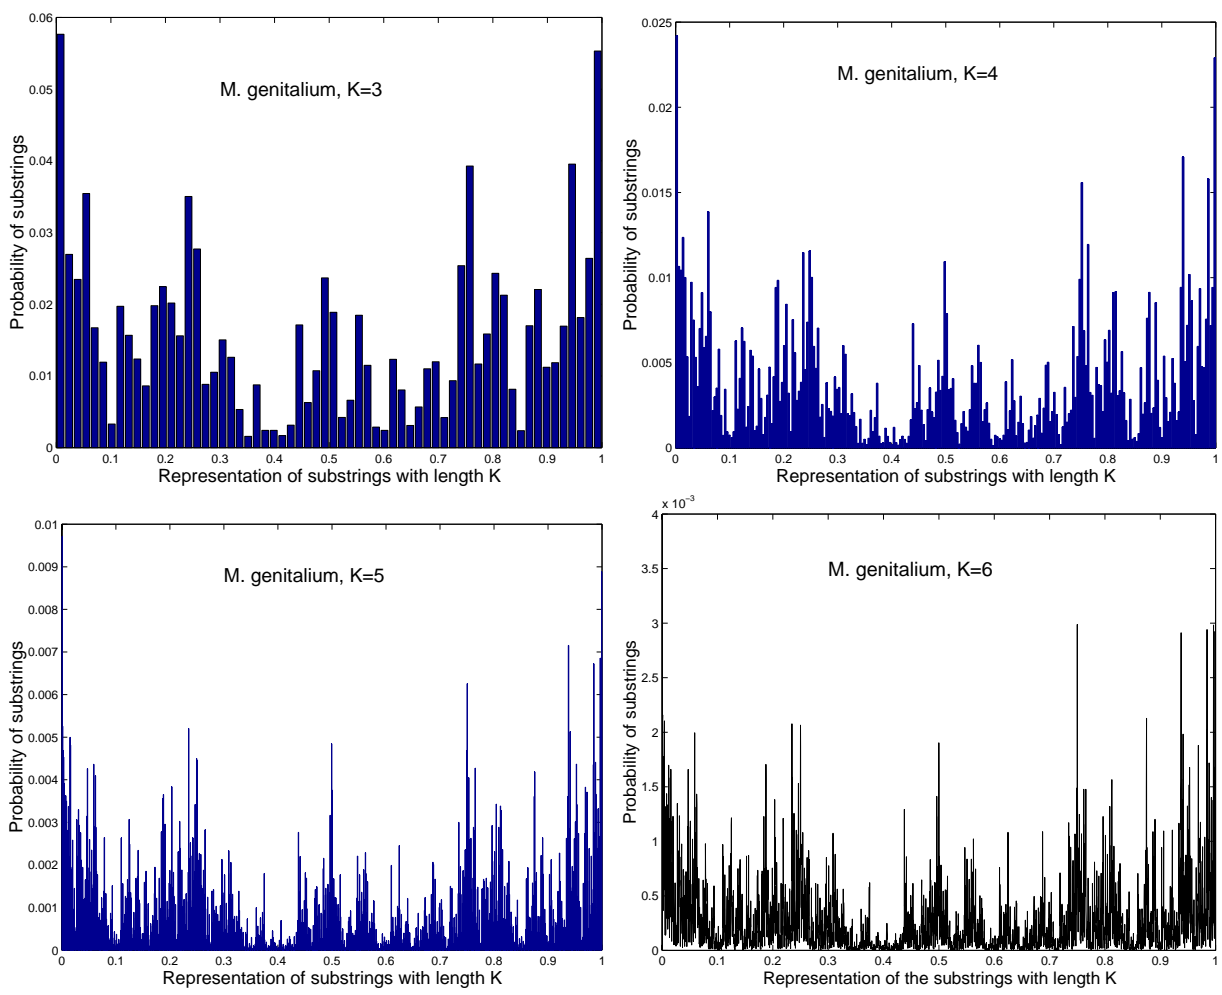 M. genitalium, K=3
Probability of substrings
0.06
0.05
0.04
0.03
0.02
0.01
0
0 0.1 0.2 0.3 0.4 0.5 0.6 0.7 0.8 0.9 1
Representation of substrings with length K
M. genitalium, K=4
Probability of substrings
0.025
0.02
0.015
0.01
0.005
0
0 0.1 0.2 0.3 0.4 0.5 0.6 0.7 0.8 0.9 1
Representation of substrings with length K
M. genitalium, K=5
Probability of substrings
0.01
0.009
0.008
0.007
0.006
0.005
0.004
0.003
0.002
0.001
0
0 0.1 0.2 0.3 0.4 0.5 0.6 0.7 0.8 0.9 1
Representation of substrings with length K
x 10⁻³
M. genitalium, K=6
Probability of substrings
4
3.5
3
2.5
2
1.5
1
0.5
0
0 0.1 0.2 0.3 0.4 0.5 0.6 0.7 0.8 0.9 1
Representation of the substrings with length K